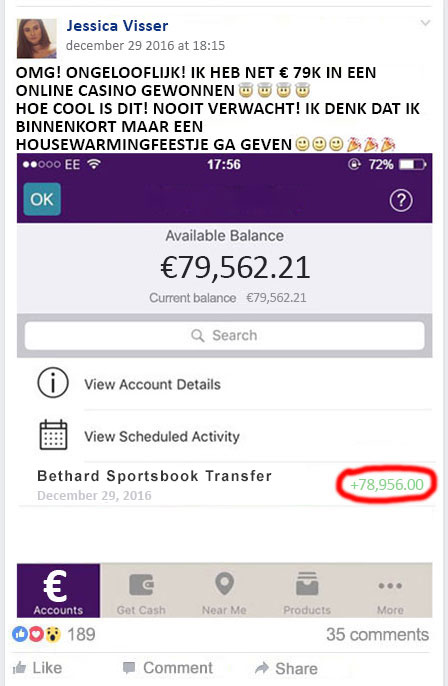 Jessica Visser
december 29 2016 at 18:15
OMG! ONGELOOFLIJK! IK HEB NET € 79K IN EEN
ONLINE CASINO GEWONNEN😇😇😇😇
HOE COOL IS DIT! NOOIT VERWACHT! IK DENK DAT IK
BINNENKORT MAAR EEN
HOUSEWARMINGFEESTJE GA GEVEN🙂🙂🙂🎉🎉🎉
EE 17:56 72%
OK ?
Available Balance
€79,562.21
Current balance €79,562.21
Search
View Account Details
View Scheduled Activity
Bethard Sportsbook Transfer +78,956.00
December 29, 2016
€
Accounts Get Cash Near Me Products More
189 35 comments
Like Comment Share